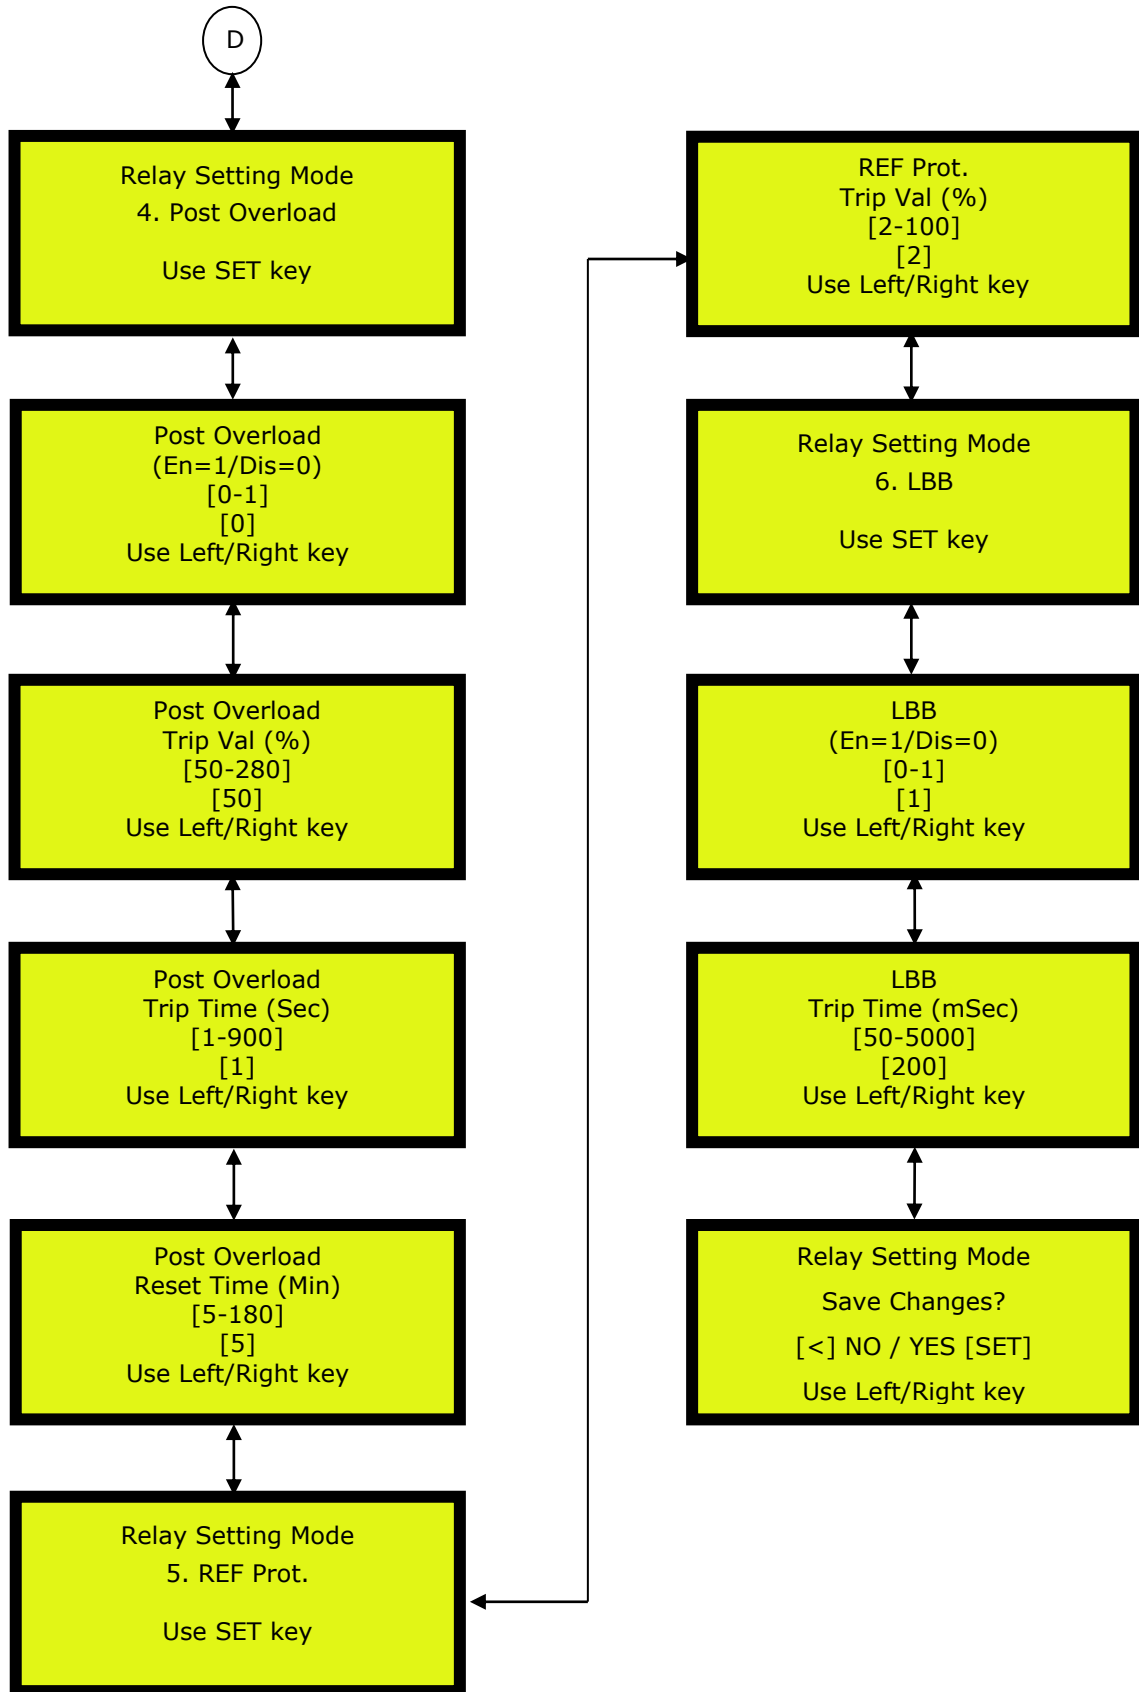 D
Relay Setting Mode
4. Post Overload
Use SET key
Post Overload
(En=1/Dis=0)
[0-1]
[0]
Use Left/Right key
Post Overload
Trip Val (%)
[50-280]
[50]
Use Left/Right key
Post Overload
Trip Time (Sec)
[1-900]
[1]
Use Left/Right key
Post Overload
Reset Time (Min)
[5-180]
[5]
Use Left/Right key
Relay Setting Mode
5. REF Prot.
Use SET key
REF Prot.
Trip Val (%)
[2-100]
[2]
Use Left/Right key
Relay Setting Mode
6. LBB
Use SET key
LBB
(En=1/Dis=0)
[0-1]
[1]
Use Left/Right key
LBB
Trip Time (mSec)
[50-5000]
[200]
Use Left/Right key
Relay Setting Mode
Save Changes?
[<] NO / YES [SET]
Use Left/Right key